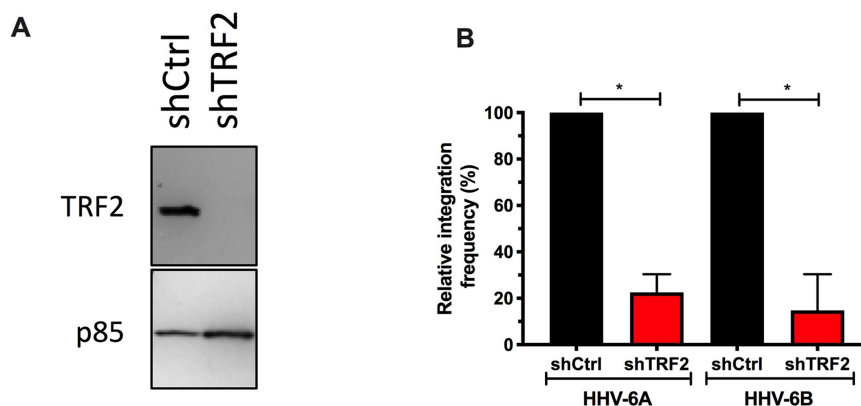 A
shCtrl
shTRF2
TRF2
p85
B
*
*
Relative integration
frequency (%)
100
80
60
40
20
0
shCtrl shTRF2 shCtrl shTRF2
HHV-6A HHV-6B